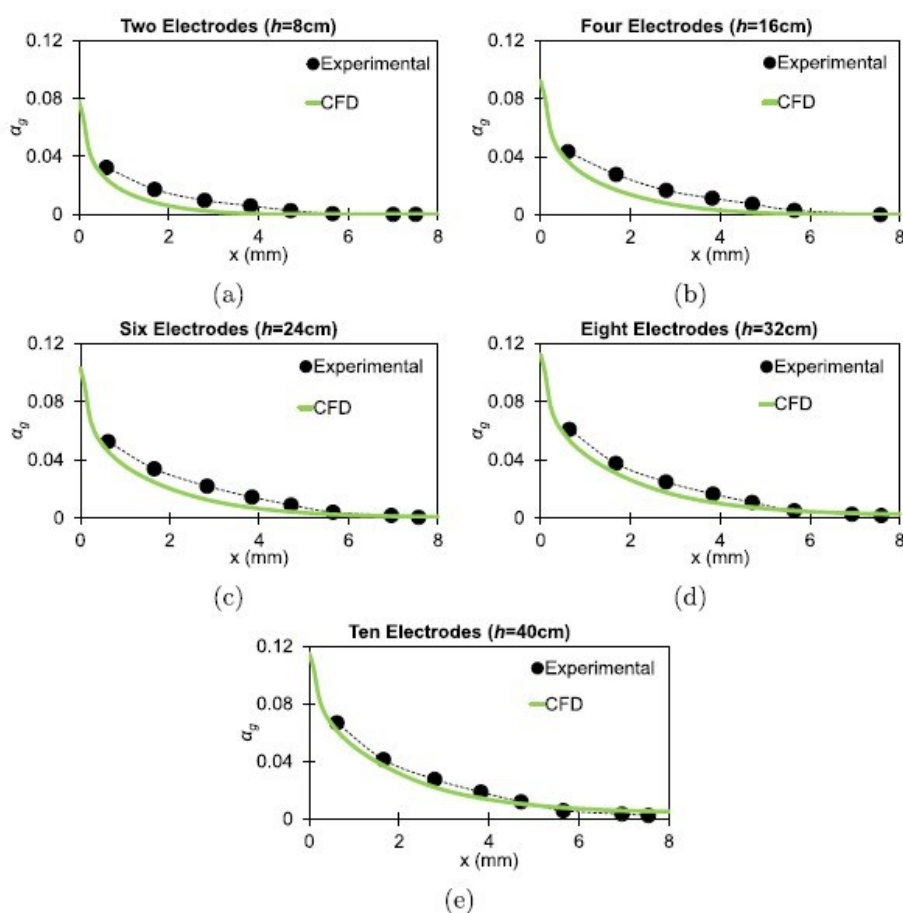 Two Electrodes (h=8cm)
0.12
0.08
0.04
0
αg
Experimental
CFD
0 2 4 6 8
x (mm)
(a)
Four Electrodes (h=16cm)
0.12
0.08
0.04
0
αg
Experimental
CFD
0 2 4 6 8
x (mm)
(b)
Six Electrodes (h=24cm)
0.12
0.08
0.04
0
αg
Experimental
CFD
0 2 4 6 8
x (mm)
(c)
Eight Electrodes (h=32cm)
0.12
0.08
0.04
0
αg
Experimental
CFD
0 2 4 6 8
x (mm)
(d)
Ten Electrodes (h=40cm)
0.12
0.08
0.04
0
αg
Experimental
CFD
0 2 4 6 8
x (mm)
(e)